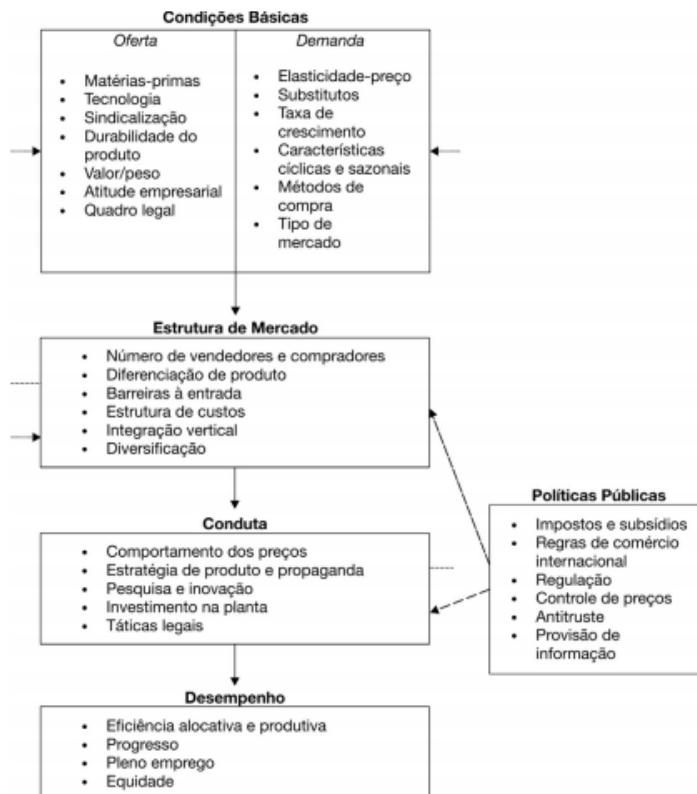 Condições Básicas
Oferta
Matérias-primas
Tecnologia
Sindicalização
Durabilidade do
produto
Valor/peso
Atitude empresarial
Quadro legal
Demanda
Elasticidade-preço
Substitutos
Taxa de
crescimento
Características
cíclicas e sazonais
Métodos de
compra
Tipo de
mercado
Estrutura de Mercado
Número de vendedores e compradores
Diferenciação de produto
Barreiras à entrada
Estrutura de custos
Integração vertical
Diversificação
Conduta
Comportamento dos preços
Estratégia de produto e propaganda
Pesquisa e inovação
Investimento na planta
Táticas legais
Políticas Públicas
Impostos e subsídios
Regras de comércio
internacional
Regulação
Controle de preços
Antitruste
Provisão de
informação
Desempenho
Eficiência alocativa e produtiva
Progresso
Pleno emprego
Equidade